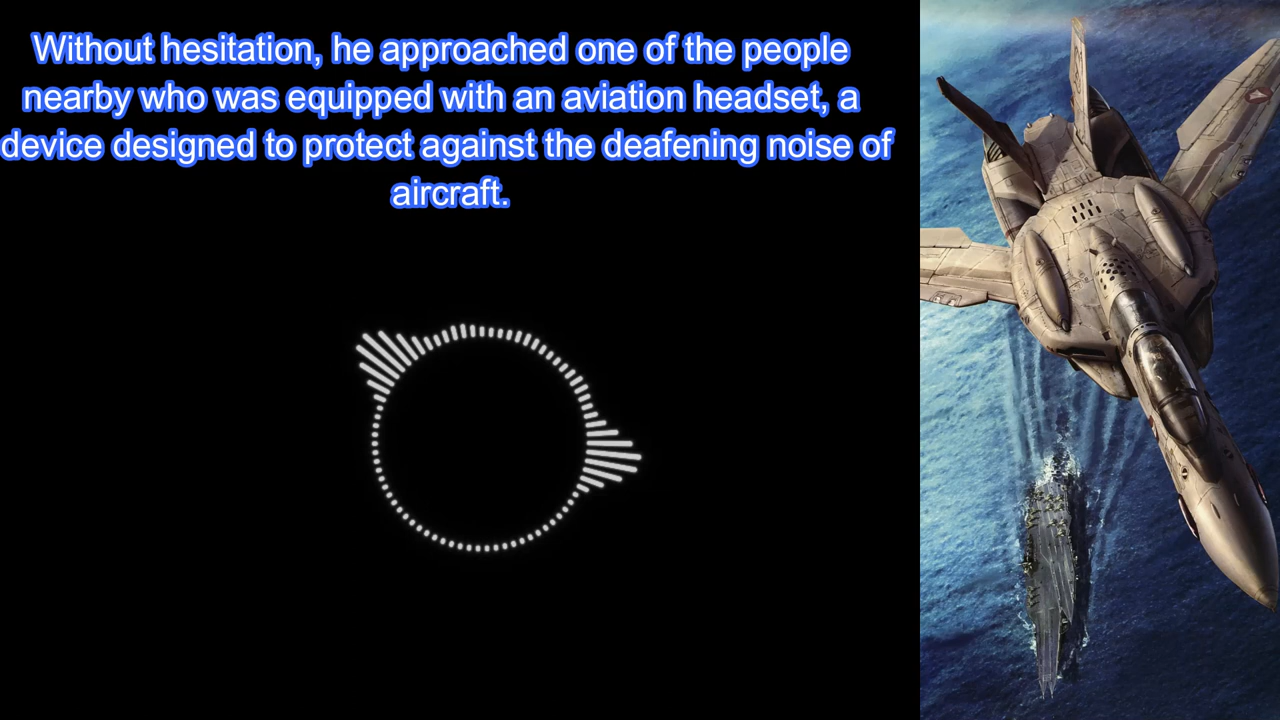 Without hesitation, he approached one of the people
nearby who was equipped with an aviation headset, a
device designed to protect against the deafening noise of
aircraft.